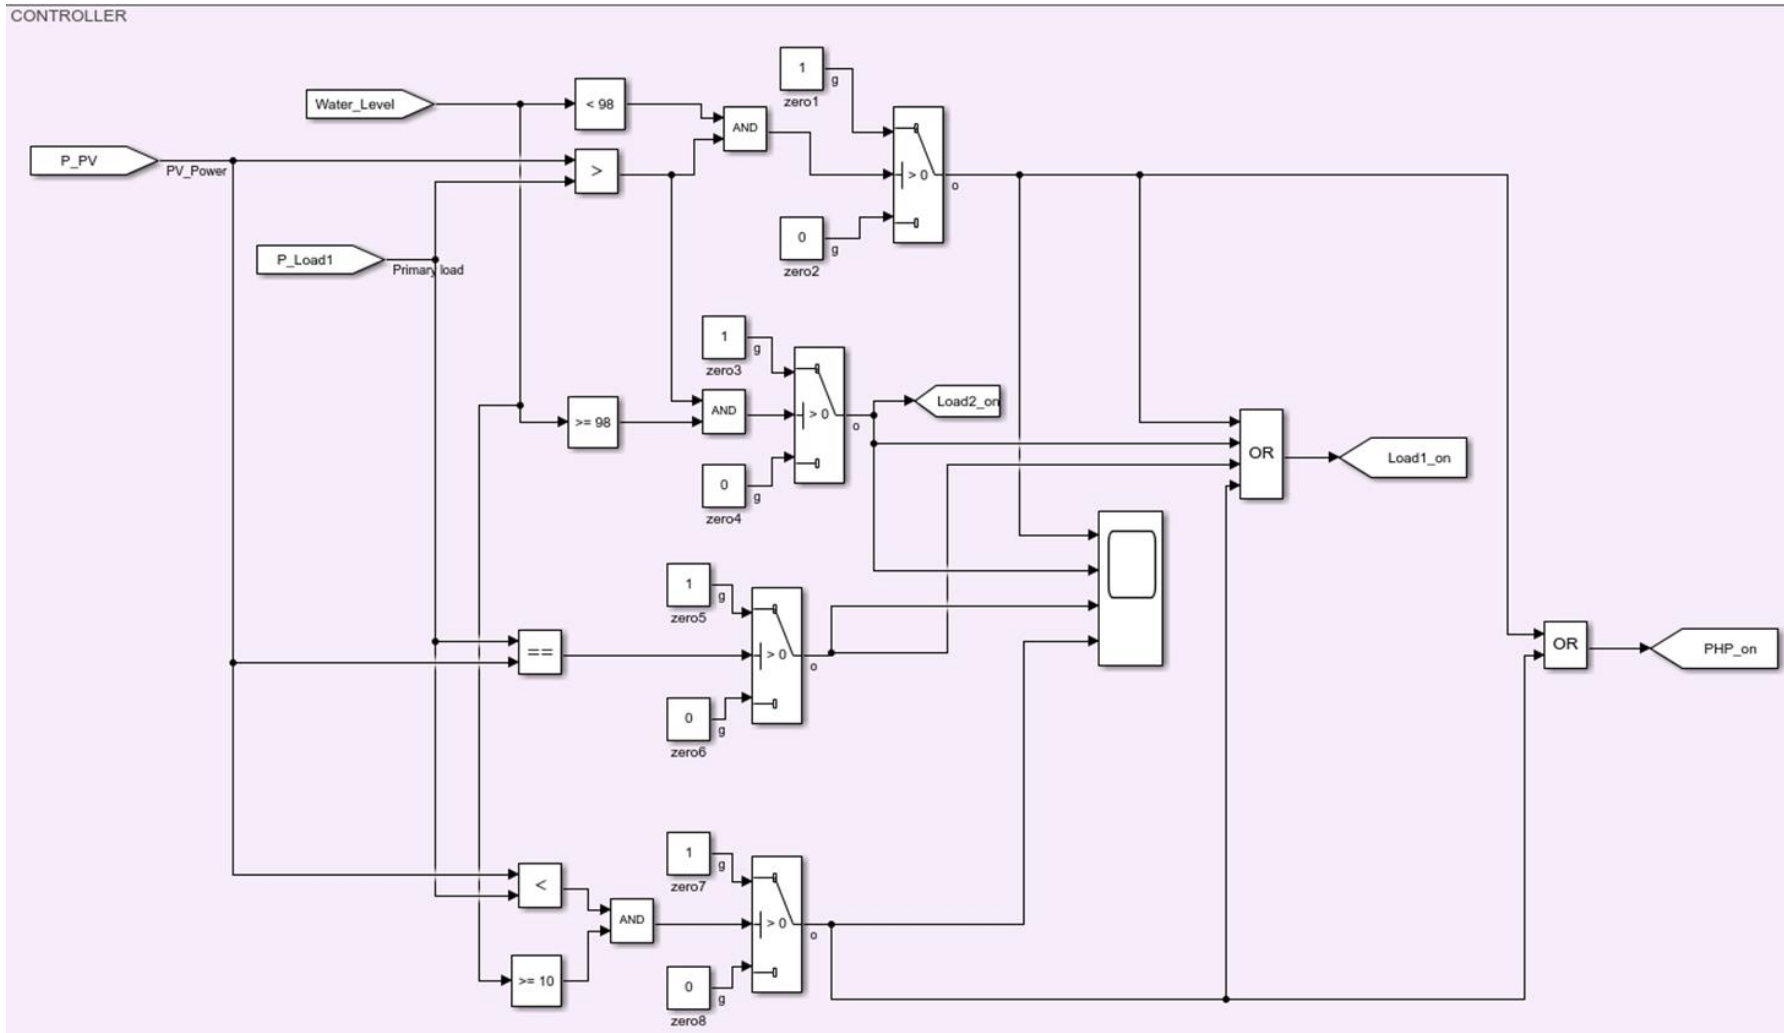 CONTROLLER
1
g
zero1
Water_Level
< 98
AND
P_PV
PV_Power
>
> 0
o
0
g
zero2
P_Load1
Primary load
1
g
zero3
Load2_on
>= 98
AND
> 0
o
0
g
zero4
OR
Load1_on
1
g
zero5
==
> 0
o
0
g
zero6
OR
PHP_on
1
g
zero7
<
AND
> 0
o
>= 10
0
g
zero8